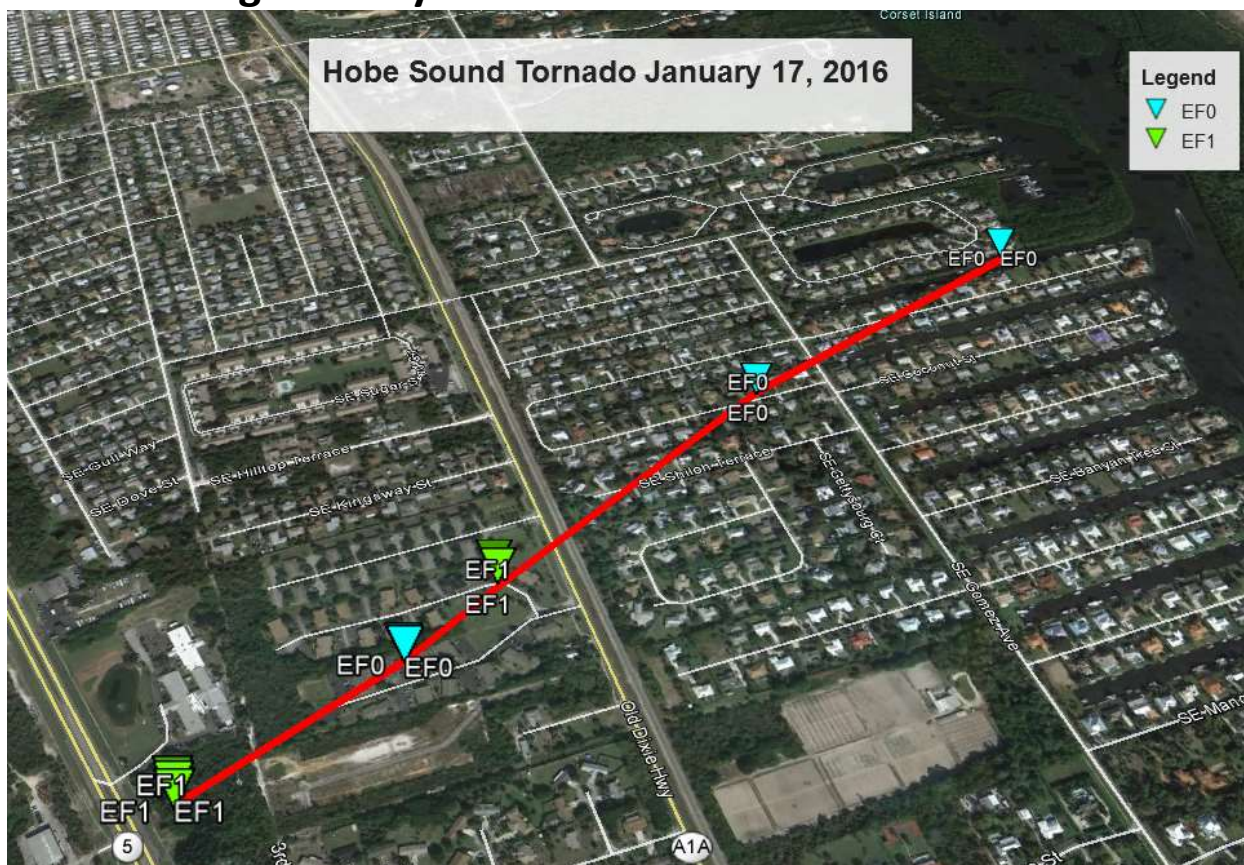 Corset Island
Hobe Sound Tornado January 17, 2016
Legend
EF0
EF1
EF0 EF0
EF0
EF0
SE Coconut St
SE Sugar
SE Gull Way
SE Hilltop Terrace
SE Dove St
SE Kingsway St
SE Shiloh Terrace
SE Gettysburg Ct
SE Banyan Tree St
EF1
EF1
SE Gomez Ave
EF0 EF0
SE Mang
Old Dixie Hwy
EF1
EF1 EF1
5
3rd
A1A